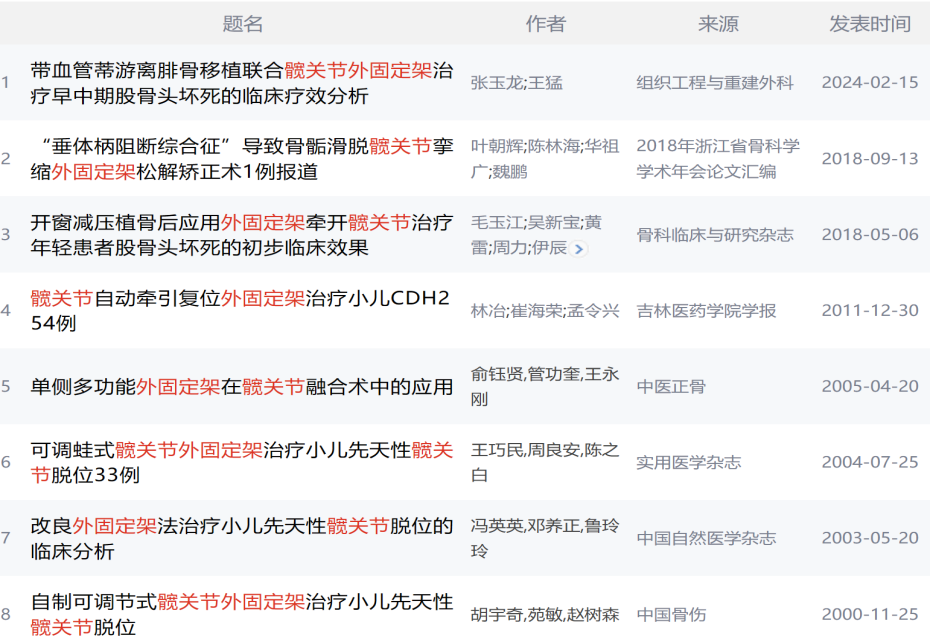 题名 作者 来源 发表时间
1 带血管蒂游离腓骨移植联合髋关节外固定架治
疗早中期股骨头坏死的临床疗效分析
张玉龙;王猛 组织工程与重建外科 2024-02-15
2 “垂体柄阻断综合征”导致骨骺滑脱髋关节挛
缩外固定架松解矫正术1例报道
叶朝辉;陈林海;华祖
广;魏鹏
2018年浙江省骨科学
学术年会论文汇编
2018-09-13
3 开窗减压植骨后应用外固定架牵开髋关节治疗
年轻患者股骨头坏死的初步临床效果
毛玉江;吴新宝;黄
雷;周力;伊辰
骨科临床与研究杂志 2018-05-06
4 髋关节自动牵引复位外固定架治疗小儿CDH2
54例
林冶;崔海荣;孟令兴 吉林医药学院学报 2011-12-30
5 单侧多功能外固定架在髋关节融合术中的应用
俞钰贤,管功奎,王永
刚
中医正骨 2005-04-20
6 可调蛙式髋关节外固定架治疗小儿先天性髋关
节脱位33例
王巧民,周良安,陈之
白
实用医学杂志 2004-07-25
7 改良外固定架法治疗小儿先天性髋关节脱位的
临床分析
冯英英,邓养正,鲁玲
玲
中国自然医学杂志 2003-05-20
8 自制可调节式髋关节外固定架治疗小儿先天性
髋关节脱位
胡宇奇,苑敏,赵树森 中国骨伤 2000-11-25